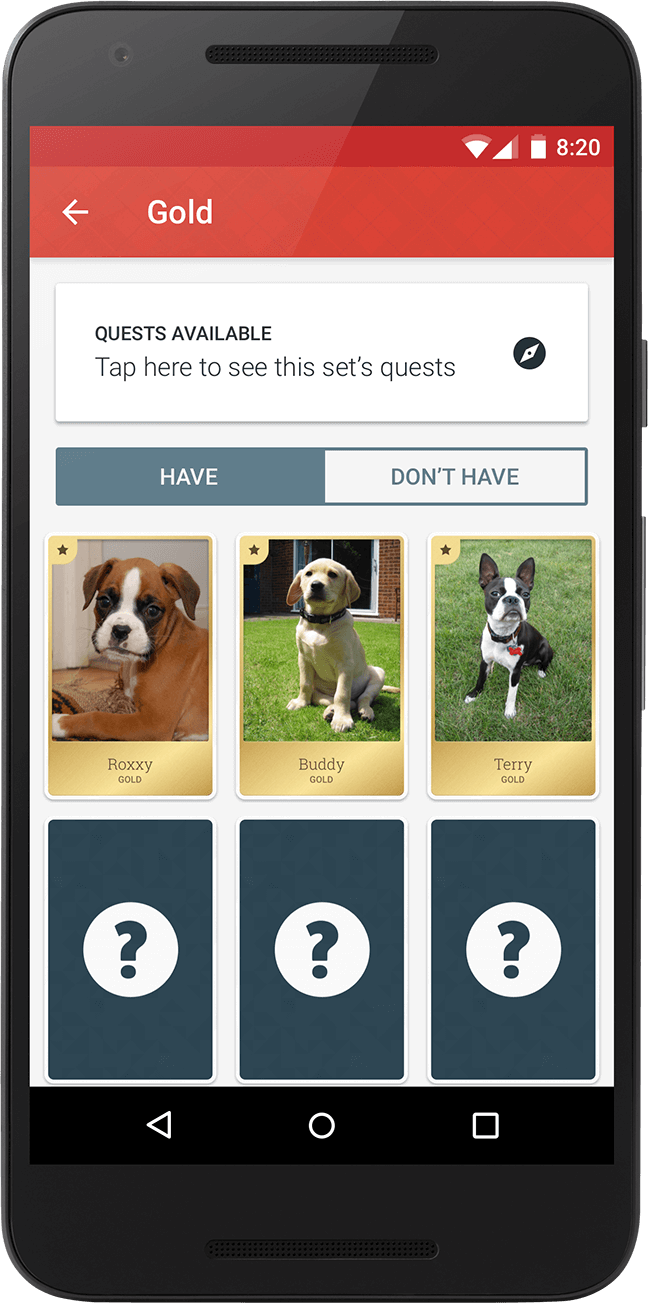 8:20
Gold
QUESTS AVAILABLE
Tap here to see this set’s quests
HAVE
DON’T HAVE
Roxxy
GOLD
Buddy
GOLD
Terry
GOLD
?
?
?